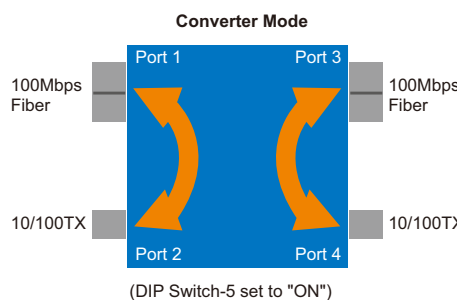 Converter Mode
Port 1
Port 3
100Mbps
Fiber
100Mbps
Fiber
10/100TX
10/100TX
Port 2
Port 4
(DIP Switch-5 set to "ON")